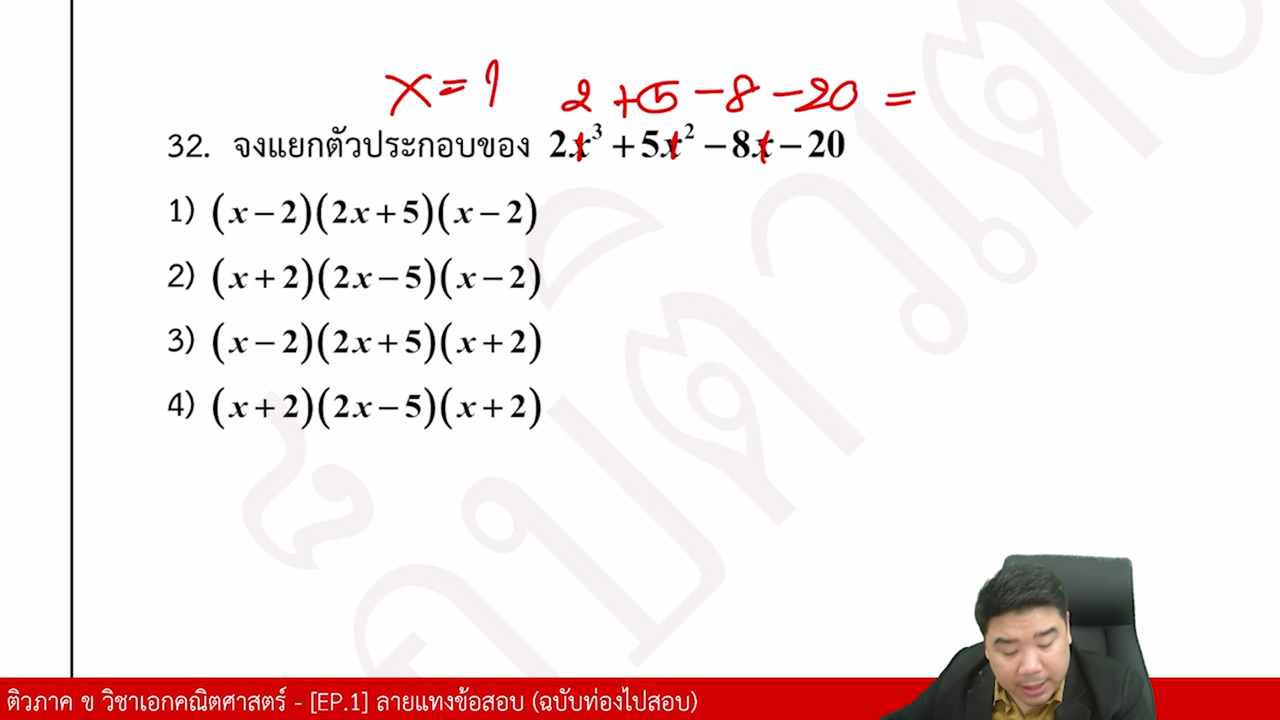 x = 1 2 + 5 - 8 - 20 =
32. จงแยกตัวประกอบของ 2x³ + 5x² − 8x − 20
1) (x − 2)(2x + 5)(x − 2)
2) (x + 2)(2x − 5)(x − 2)
3) (x − 2)(2x + 5)(x + 2)
4) (x + 2)(2x − 5)(x + 2)
ติวภาค ข วิชาเอกคณิตศาสตร์ - [EP.1] ลายแทงข้อสอบ (ฉบับท่องไปสอบ)